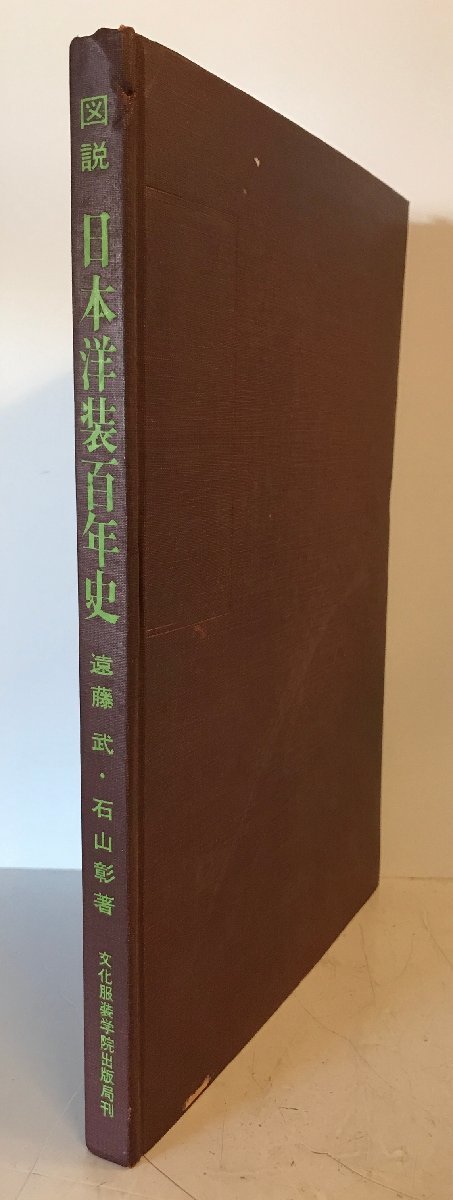 図説 日本洋装百年史
遠藤武・石山彰著
文化服装学院出版局刊